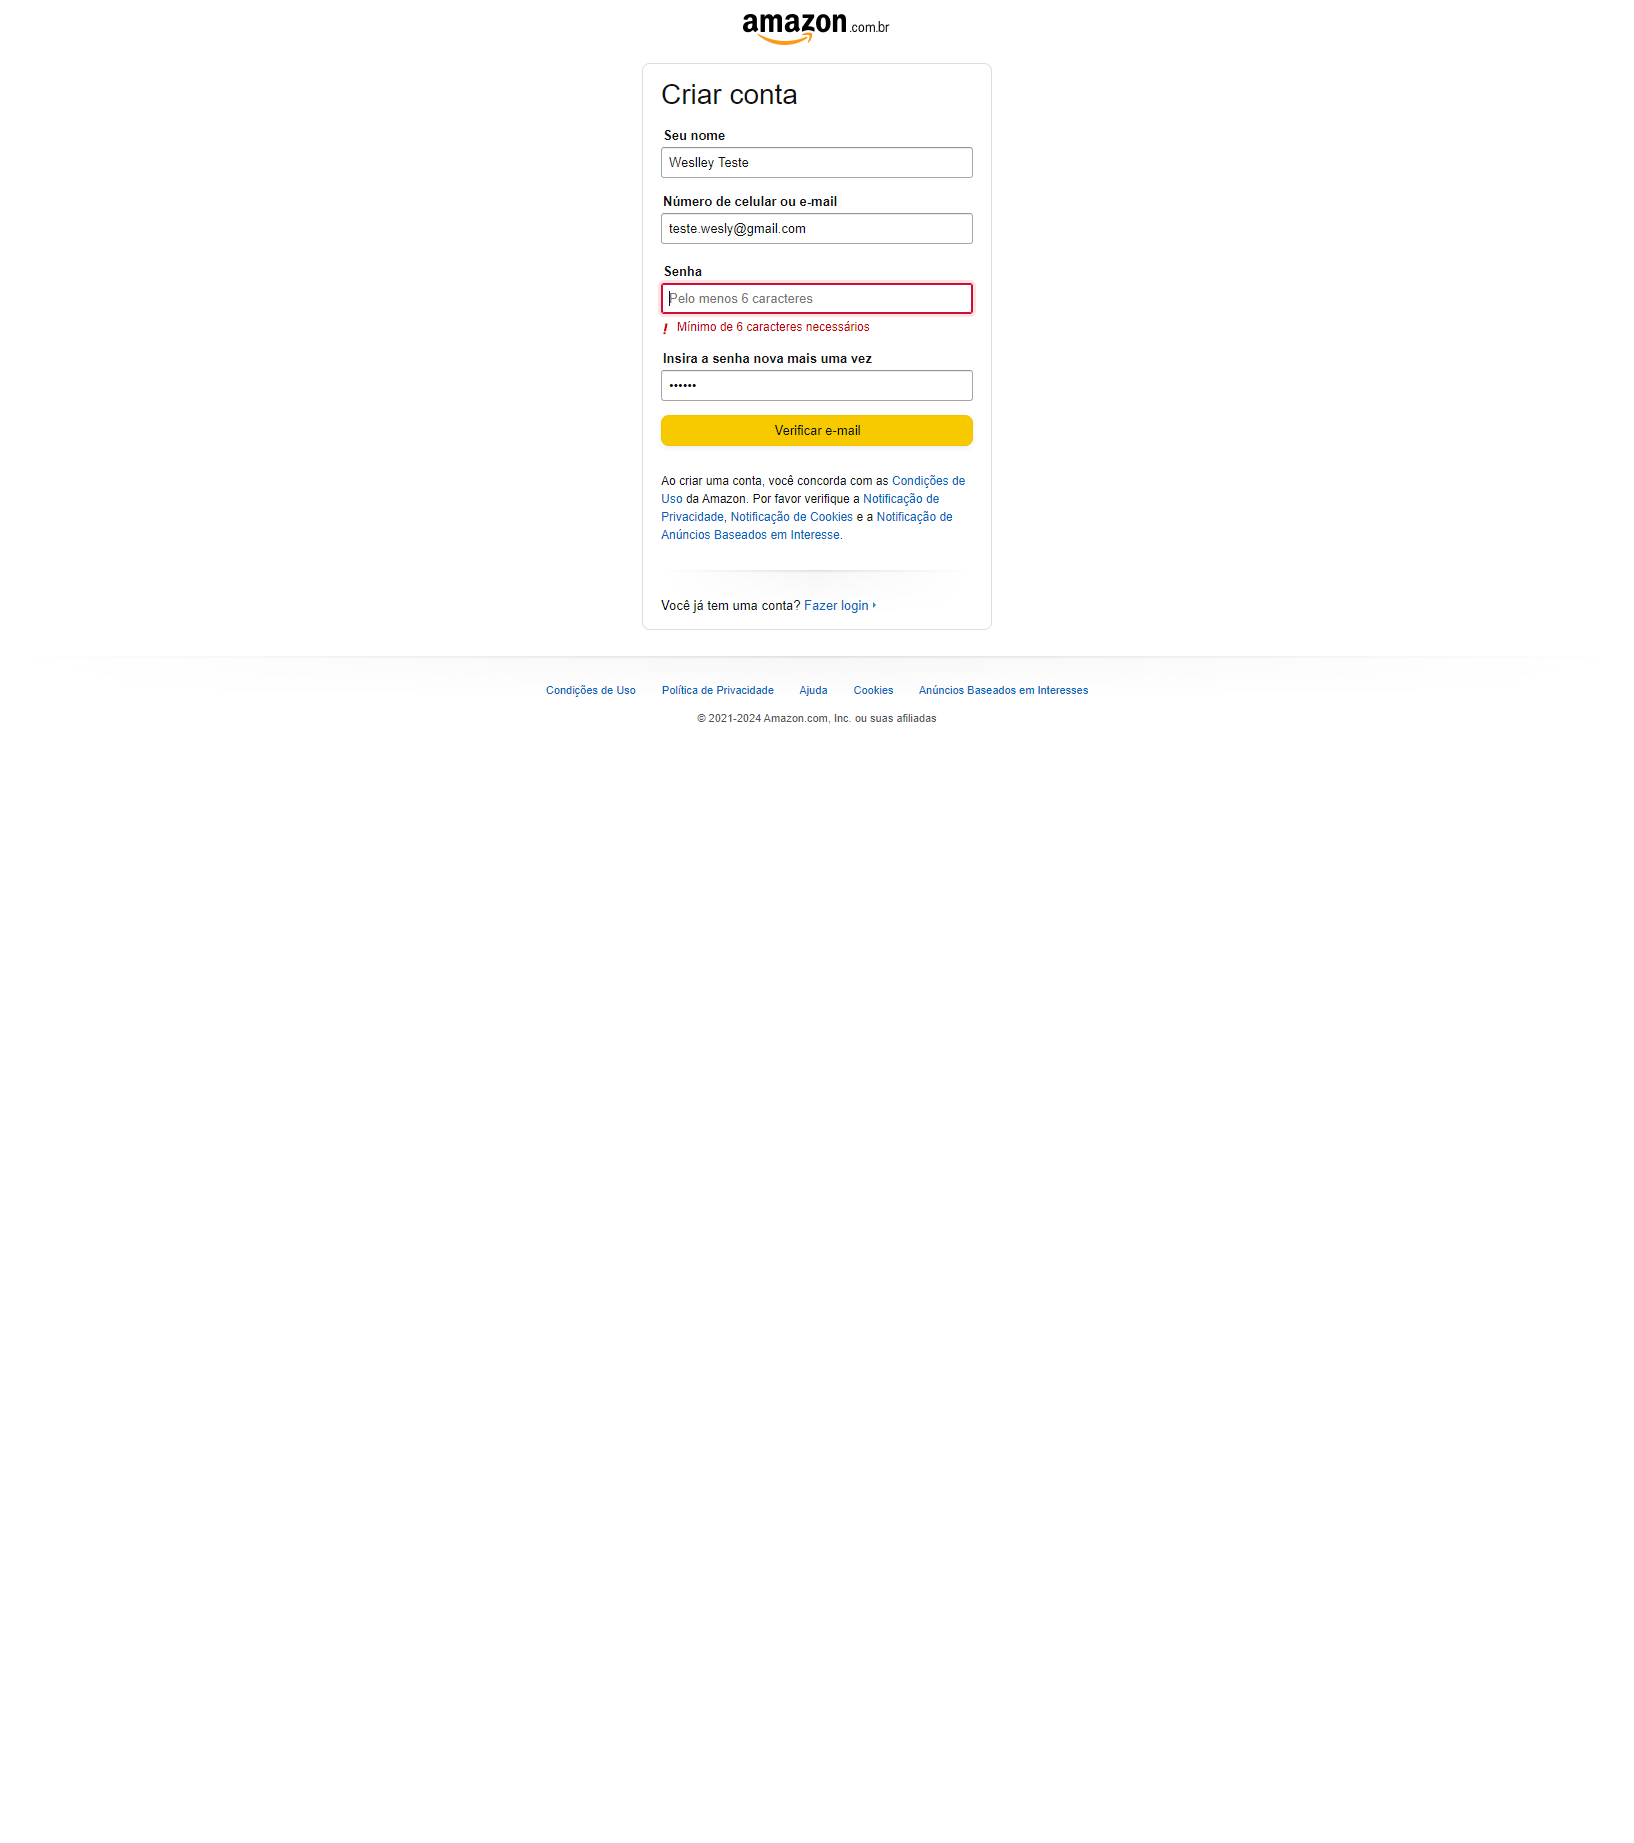 amazon.com.br
Criar conta
Seu nome
Weslley Teste
Número de celular ou e-mail
teste.wesly@gmail.com
Senha
Pelo menos 6 caracteres
! Mínimo de 6 caracteres necessários
Insira a senha nova mais uma vez
••••••
Verificar e-mail
Ao criar uma conta, você concorda com as Condições de
Uso da Amazon. Por favor verifique a Notificação de
Privacidade, Notificação de Cookies e a Notificação de
Anúncios Baseados em Interesse.
Você já tem uma conta? Fazer login
Condições de Uso Política de Privacidade Ajuda Cookies Anúncios Baseados em Interesses
© 2021-2024 Amazon.com, Inc. ou suas afiliadas